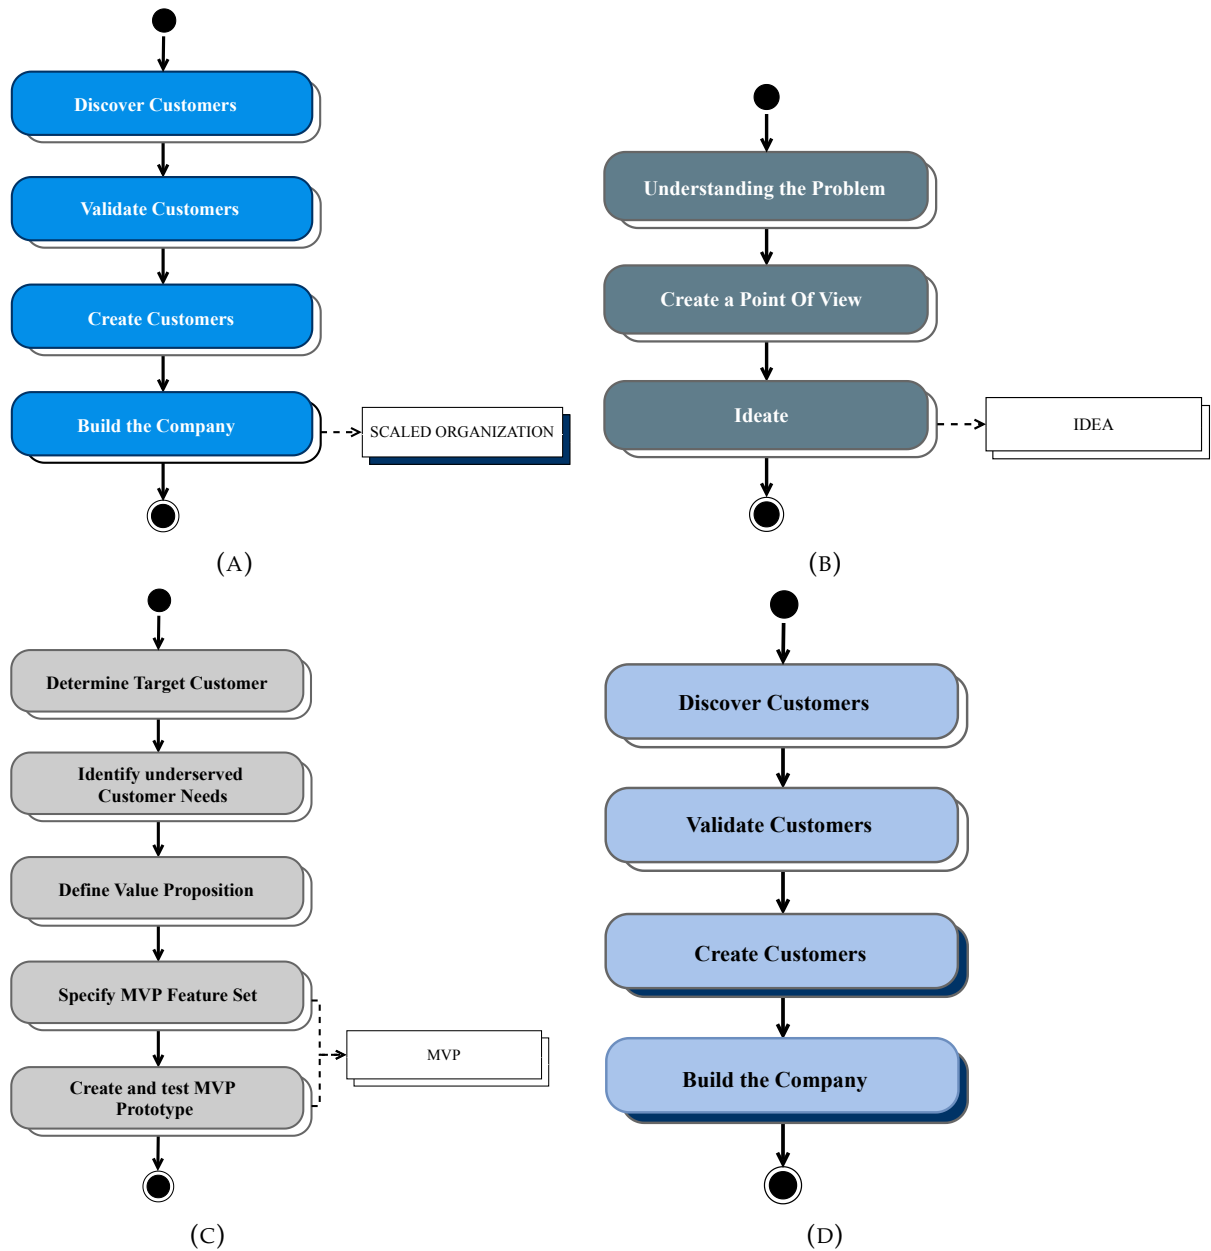 Discover Customers
Validate Customers
Create Customers
Build the Company
SCALED ORGANIZATION
(A)
Understanding the Problem
Create a Point Of View
Ideate
IDEA
(B)
Determine Target Customer
Identify underserved
Customer Needs
Define Value Proposition
Specify MVP Feature Set
MVP
Create and test MVP
Prototype
(C)
Discover Customers
Validate Customers
Create Customers
Build the Company
(D)